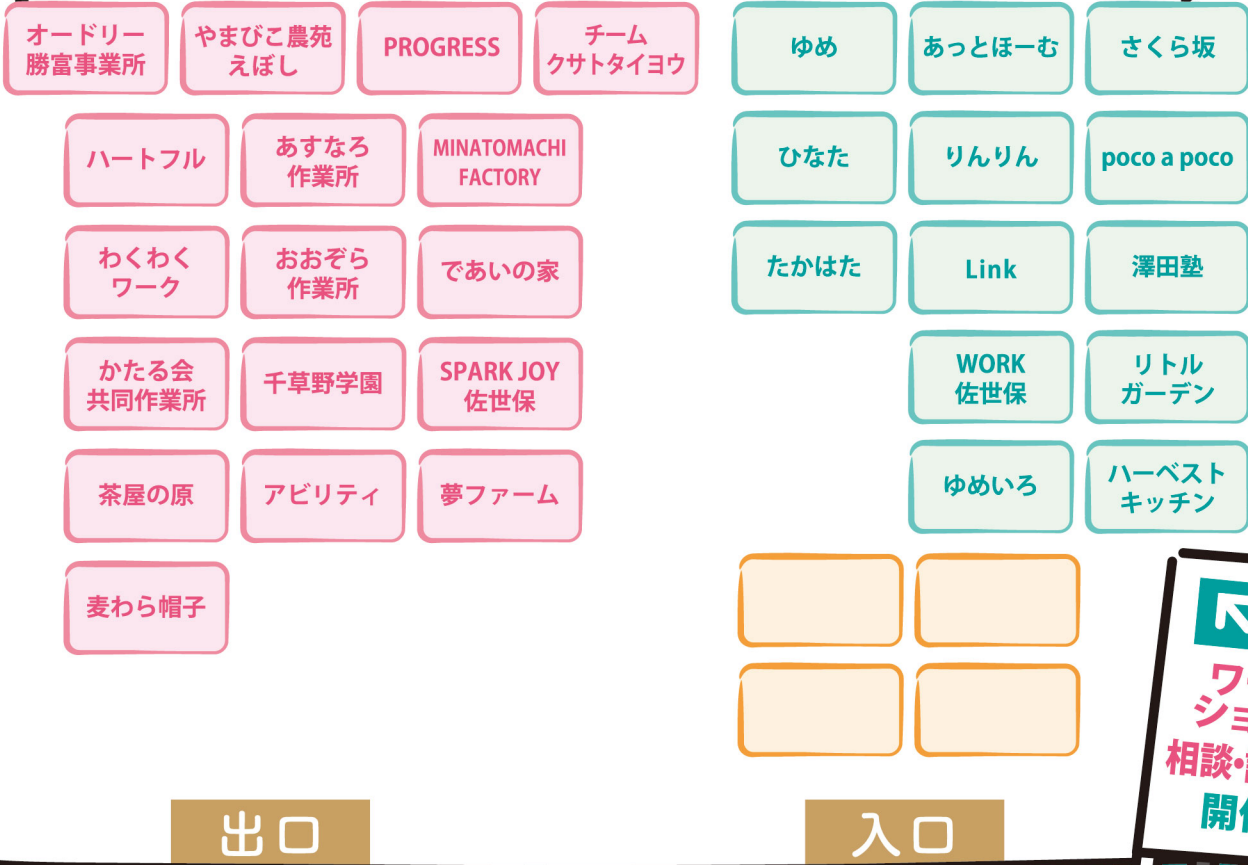 オードリー
勝富事業所
やまびこ農苑
えぼし
PROGRESS
チーム
クサトタイヨウ
ハートフル
あすなろ
作業所
MINATOMACHI
FACTORY
わくわく
ワーク
おおぞら
作業所
であいの家
かたる会
共同作業所
千草野学園
SPARK JOY
佐世保
茶屋の原
アビリティ
夢ファーム
麦わら帽子
ゆめ
あっとほーむ
さくら坂
ひなた
りんりん
poco a poco
たかはた
Link
澤田塾
WORK
佐世保
リトル
ガーデン
ゆめいろ
ハーベスト
キッチン
ワ
ショ
相談・
開
出口
入口